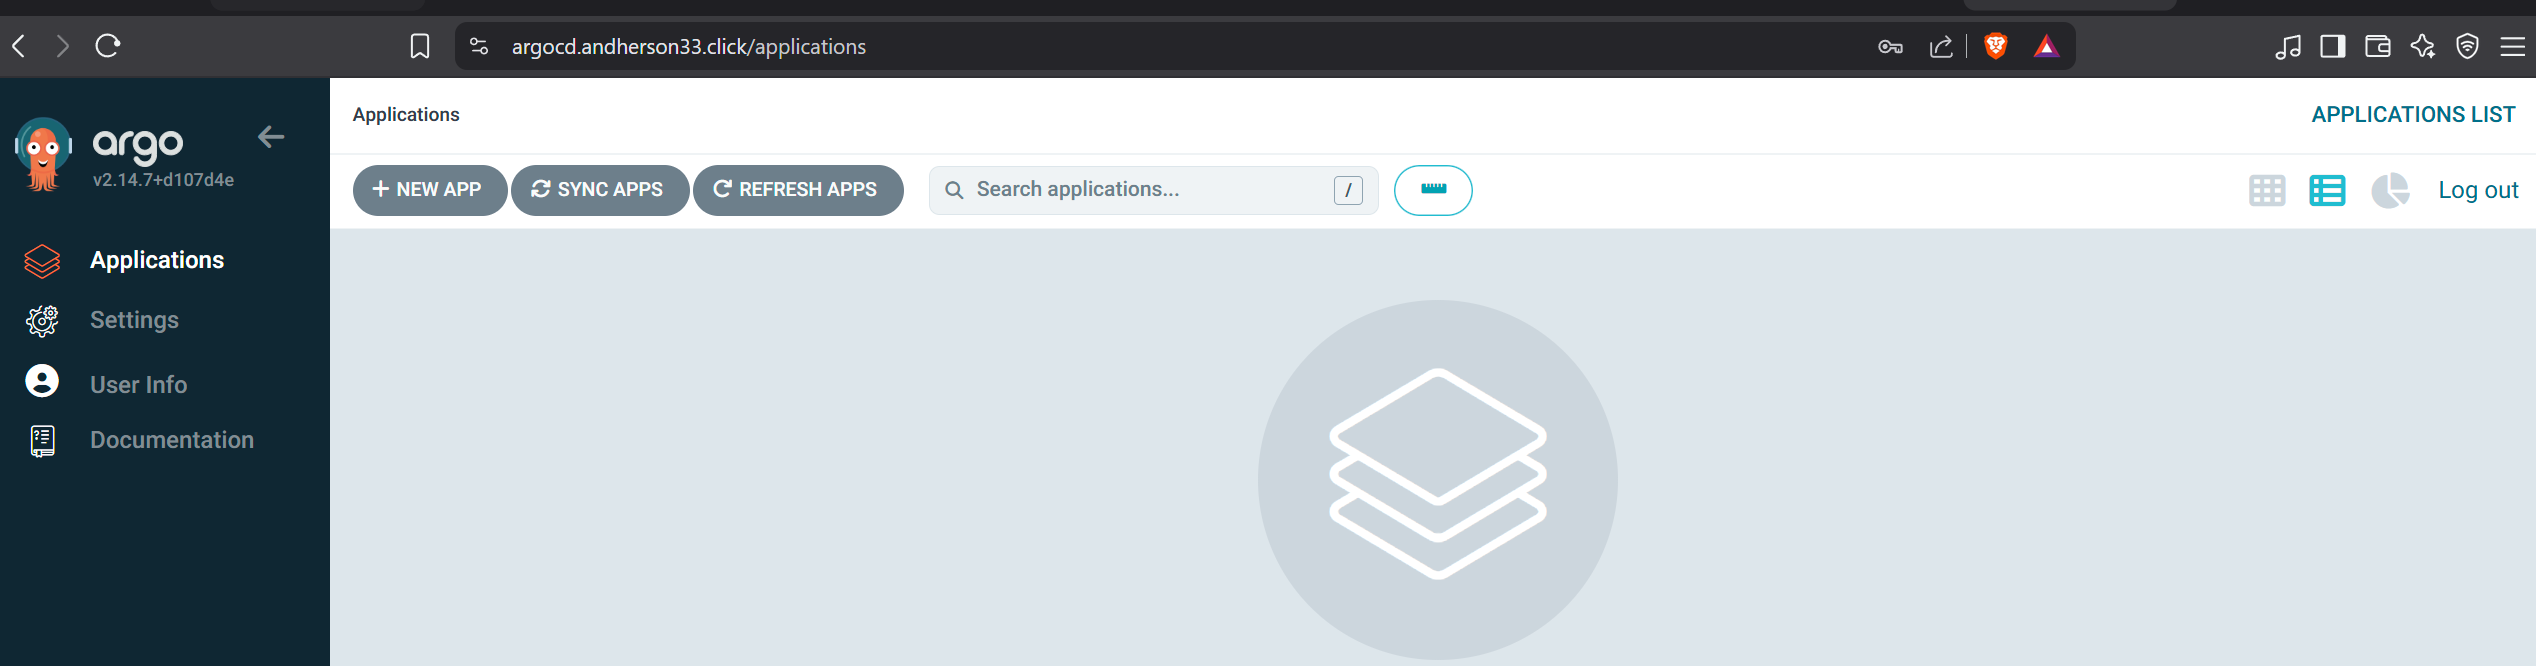 argocd.andherson33.click/applications
argo
v2.14.7+d107d4e
Applications
Settings
User Info
Documentation
Applications
APPLICATIONS LIST
+ NEW APP
SYNC APPS
REFRESH APPS
Search applications...
/
Log out